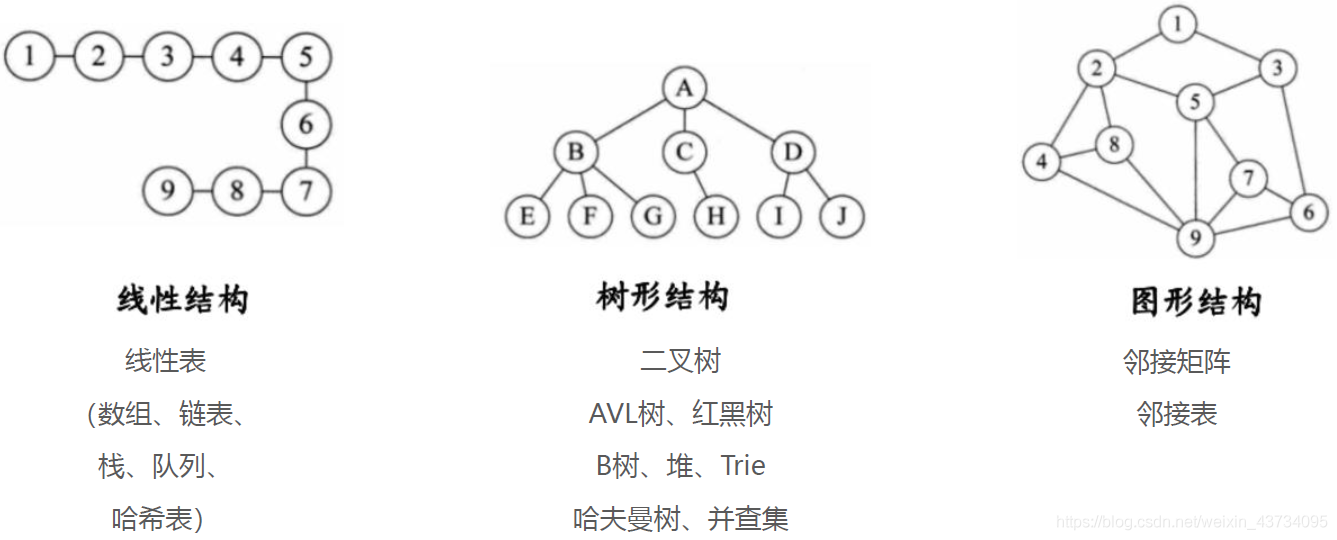 1 2 3 4 5
6
9 8 7
线性结构
线性表
（数组、链表、
栈、队列、
哈希表）
A
B C D
E F G H I J
树形结构
二叉树
AVL树、红黑树
B树、堆、Trie
哈夫曼树、并查集
1
2 3
5
8
4
7
6
9
图形结构
邻接矩阵
邻接表
https://blog.csdn.net/weixin_43734095